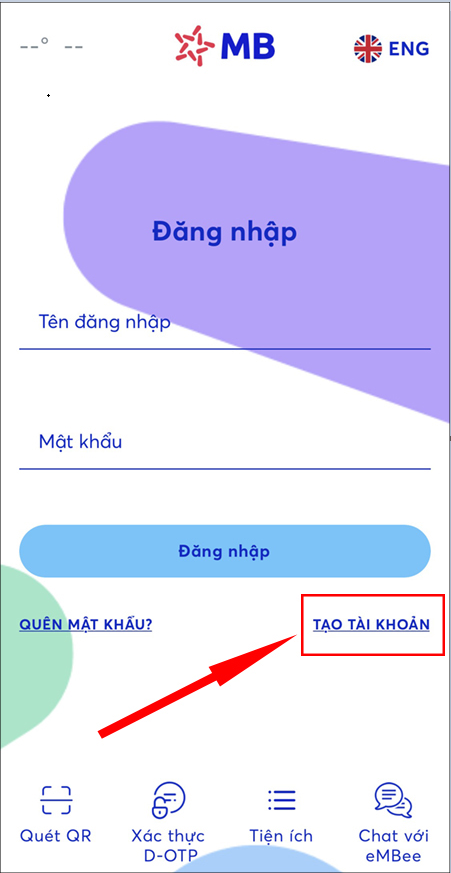 --° --
MB
ENG
Đăng nhập
Tên đăng nhập
Mật khẩu
Đăng nhập
QUÊN MẬT KHẨU?
TẠO TÀI KHOẢN
Quét QR
Xác thực
D-OTP
Tiện ích
Chat với
eMBee